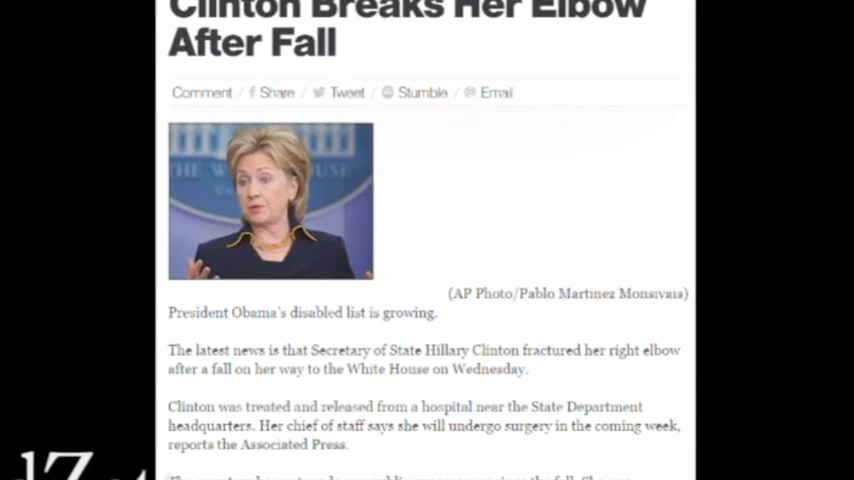 Clinton Breaks Her Elbow
After Fall
Comment / f Share / Tweet / Stumble / @ Email
THE WH USE
(AP Photo/Pablo Martinez Monsivais)
President Obama's disabled list is growing.
The latest news is that Secretary of State Hillary Clinton fractured her right elbow
after a fall on her way to the White House on Wednesday.
Clinton was treated and released from a hospital near the State Department
headquarters. Her chief of staff says she will undergo surgery in the coming week,
reports the Associated Press.